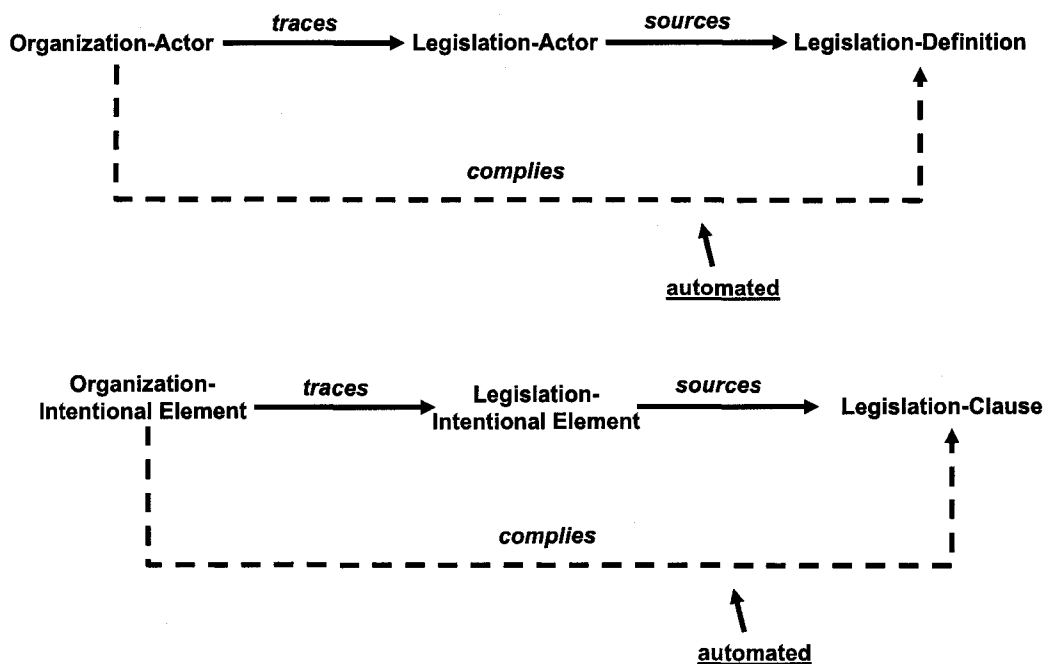 traces
sources
Organization-Actor
Legislation-Actor
Legislation-Definition
complies
automated
Organization-
Intentional Element
traces
Legislation-
Intentional Element
sources
Legislation-Clause
complies
automated